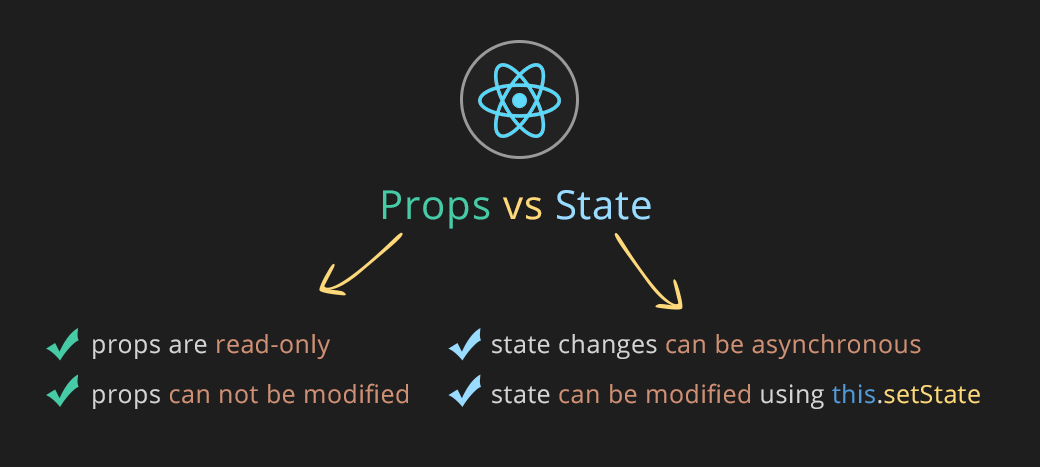 Props vs State
props are read-only
props can not be modified
state changes can be asynchronous
state can be modified using this.setState